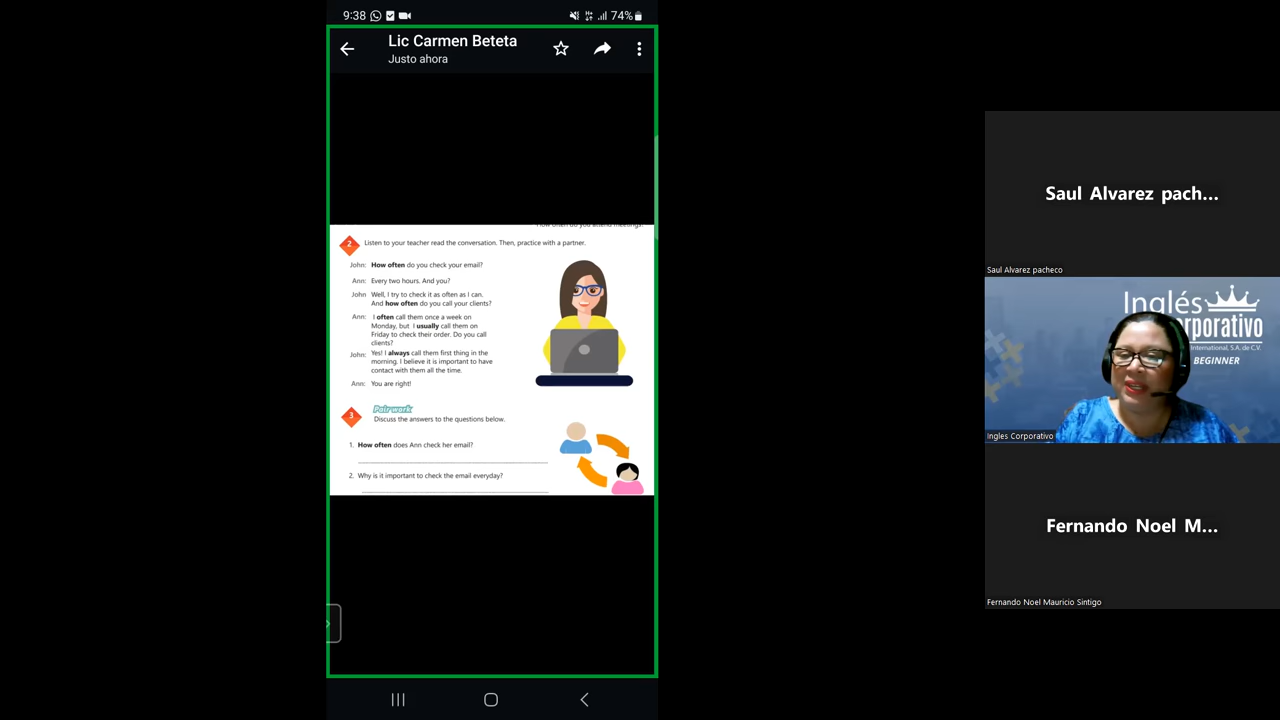 9:38
74%
Lic Carmen Beteta
Justo ahora
How often do you attend meetings?
2. Listen to your teacher read the conversation. Then, practice with a partner.
John: How often do you check your email?
Ann: Every two hours. And you?
John Well, I try to check it as often as I can.
And how often do you call your clients?
Ann: I often call them once a week on
Monday, but I usually call them on
Friday to check their order. Do you call
clients?
John: Yes! I always call them first thing in the
morning, I believe it is important to have
contact with them all the time.
Ann: You are right!
3 Pair work
Discuss the answers to the questions below.
1. How often does Ann check her email?
2. Why is it important to check the email everyday?
Saul Alvarez pach...
Saul Alvarez pacheco
Inglés
Corporativo
International, S.A. de C.V.
BEGINNER
Ingles Corporativo
Fernando Noel M...
Fernando Noel Mauricio Sintigo